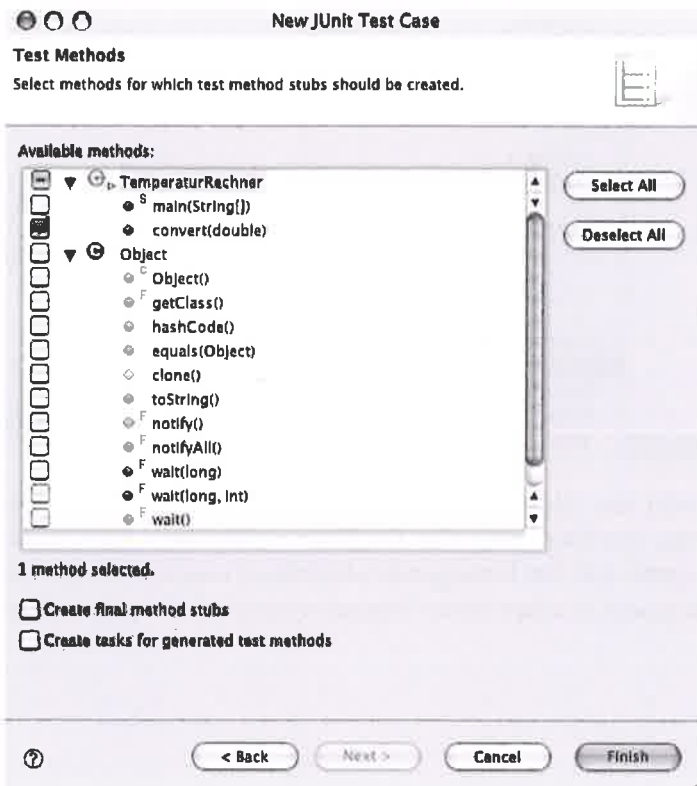 New JUnit Test Case
Test Methods
Select methods for which test method stubs should be created.
Available methods:
TemperaturRechner
S main(String[])
convert(double)
C Object
C Object()
F getClass()
hashCode()
equals(Object)
clone()
toString()
F notify()
F notifyAll()
F wait(long)
F wait(long, int)
F wait()
Select All
Deselect All
1 method selected.
Create final method stubs
Create tasks for generated test methods
?
< Back
Next >
Cancel
Finish